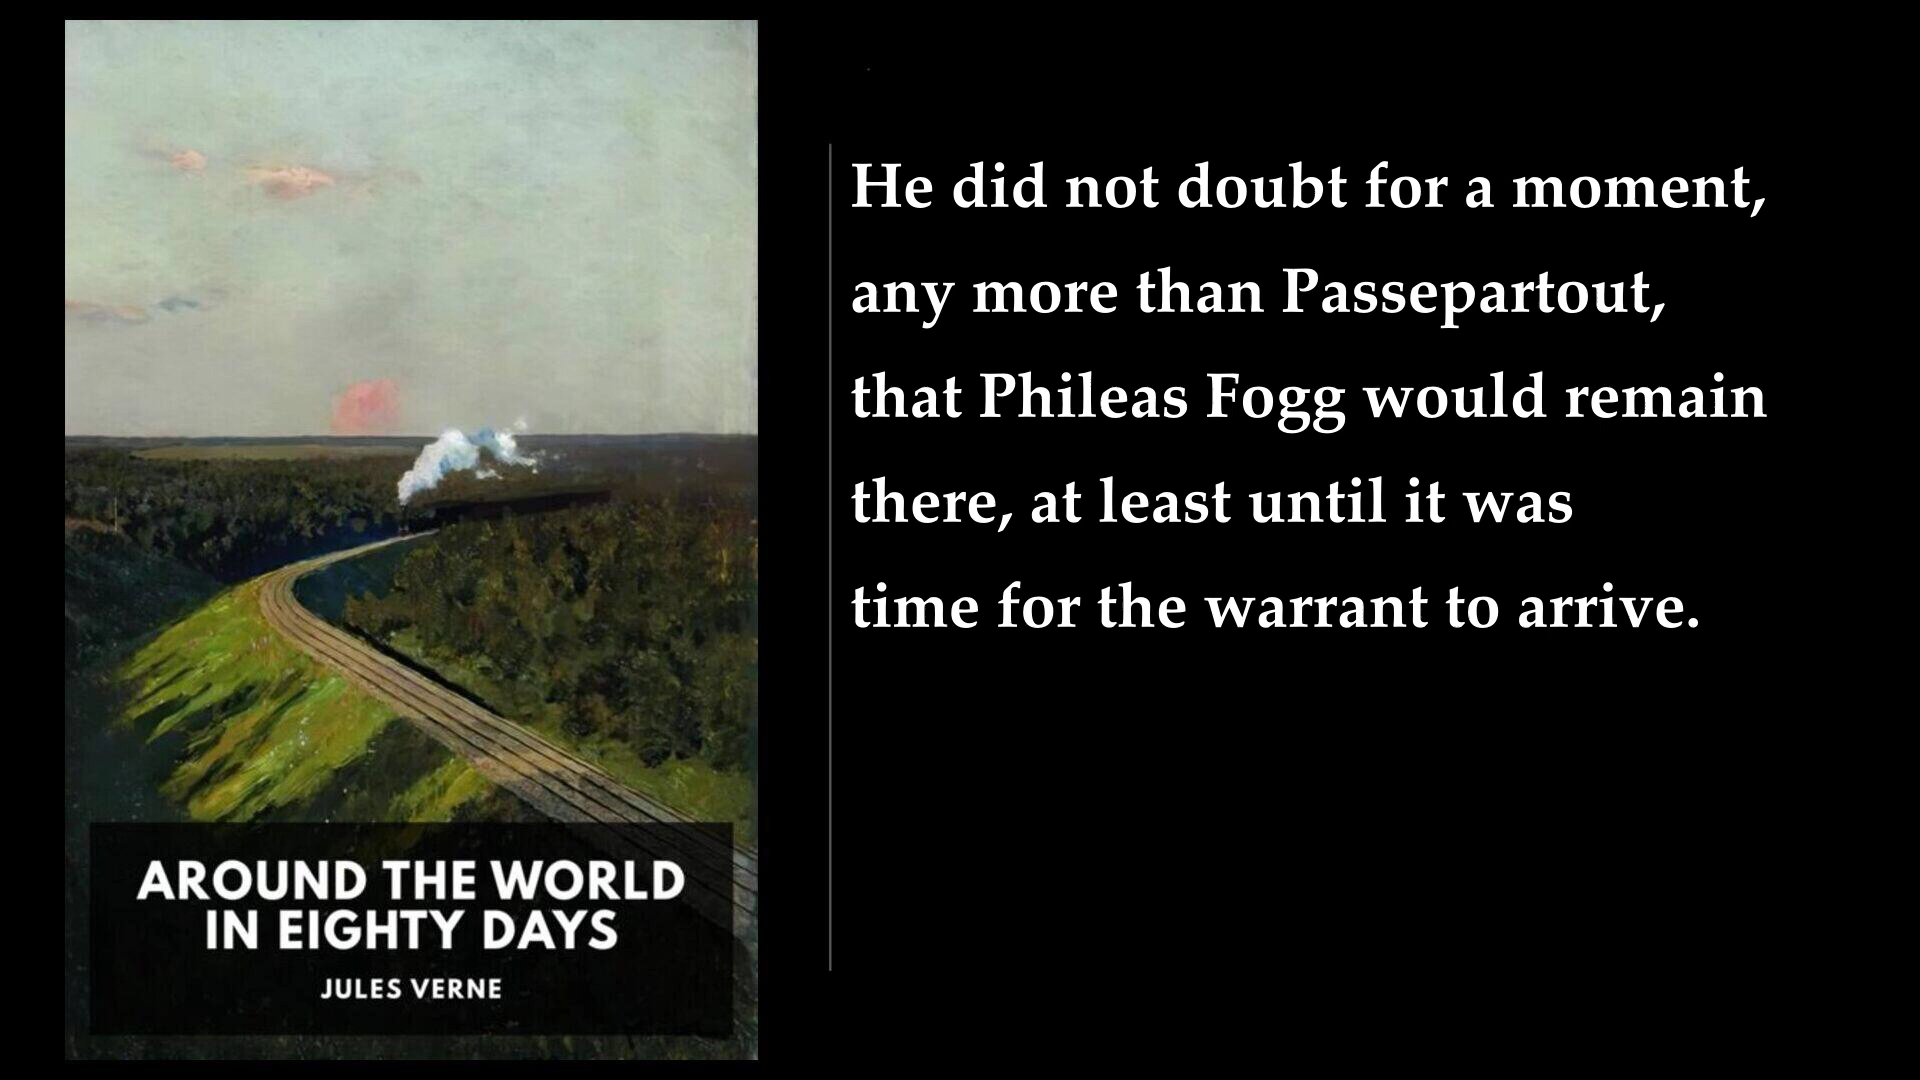 He did not doubt for a moment,
any more than Passepartout,
that Phileas Fogg would remain
there, at least until it was
time for the warrant to arrive.
AROUND THE WORLD
IN EIGHTY DAYS
JULES VERNE